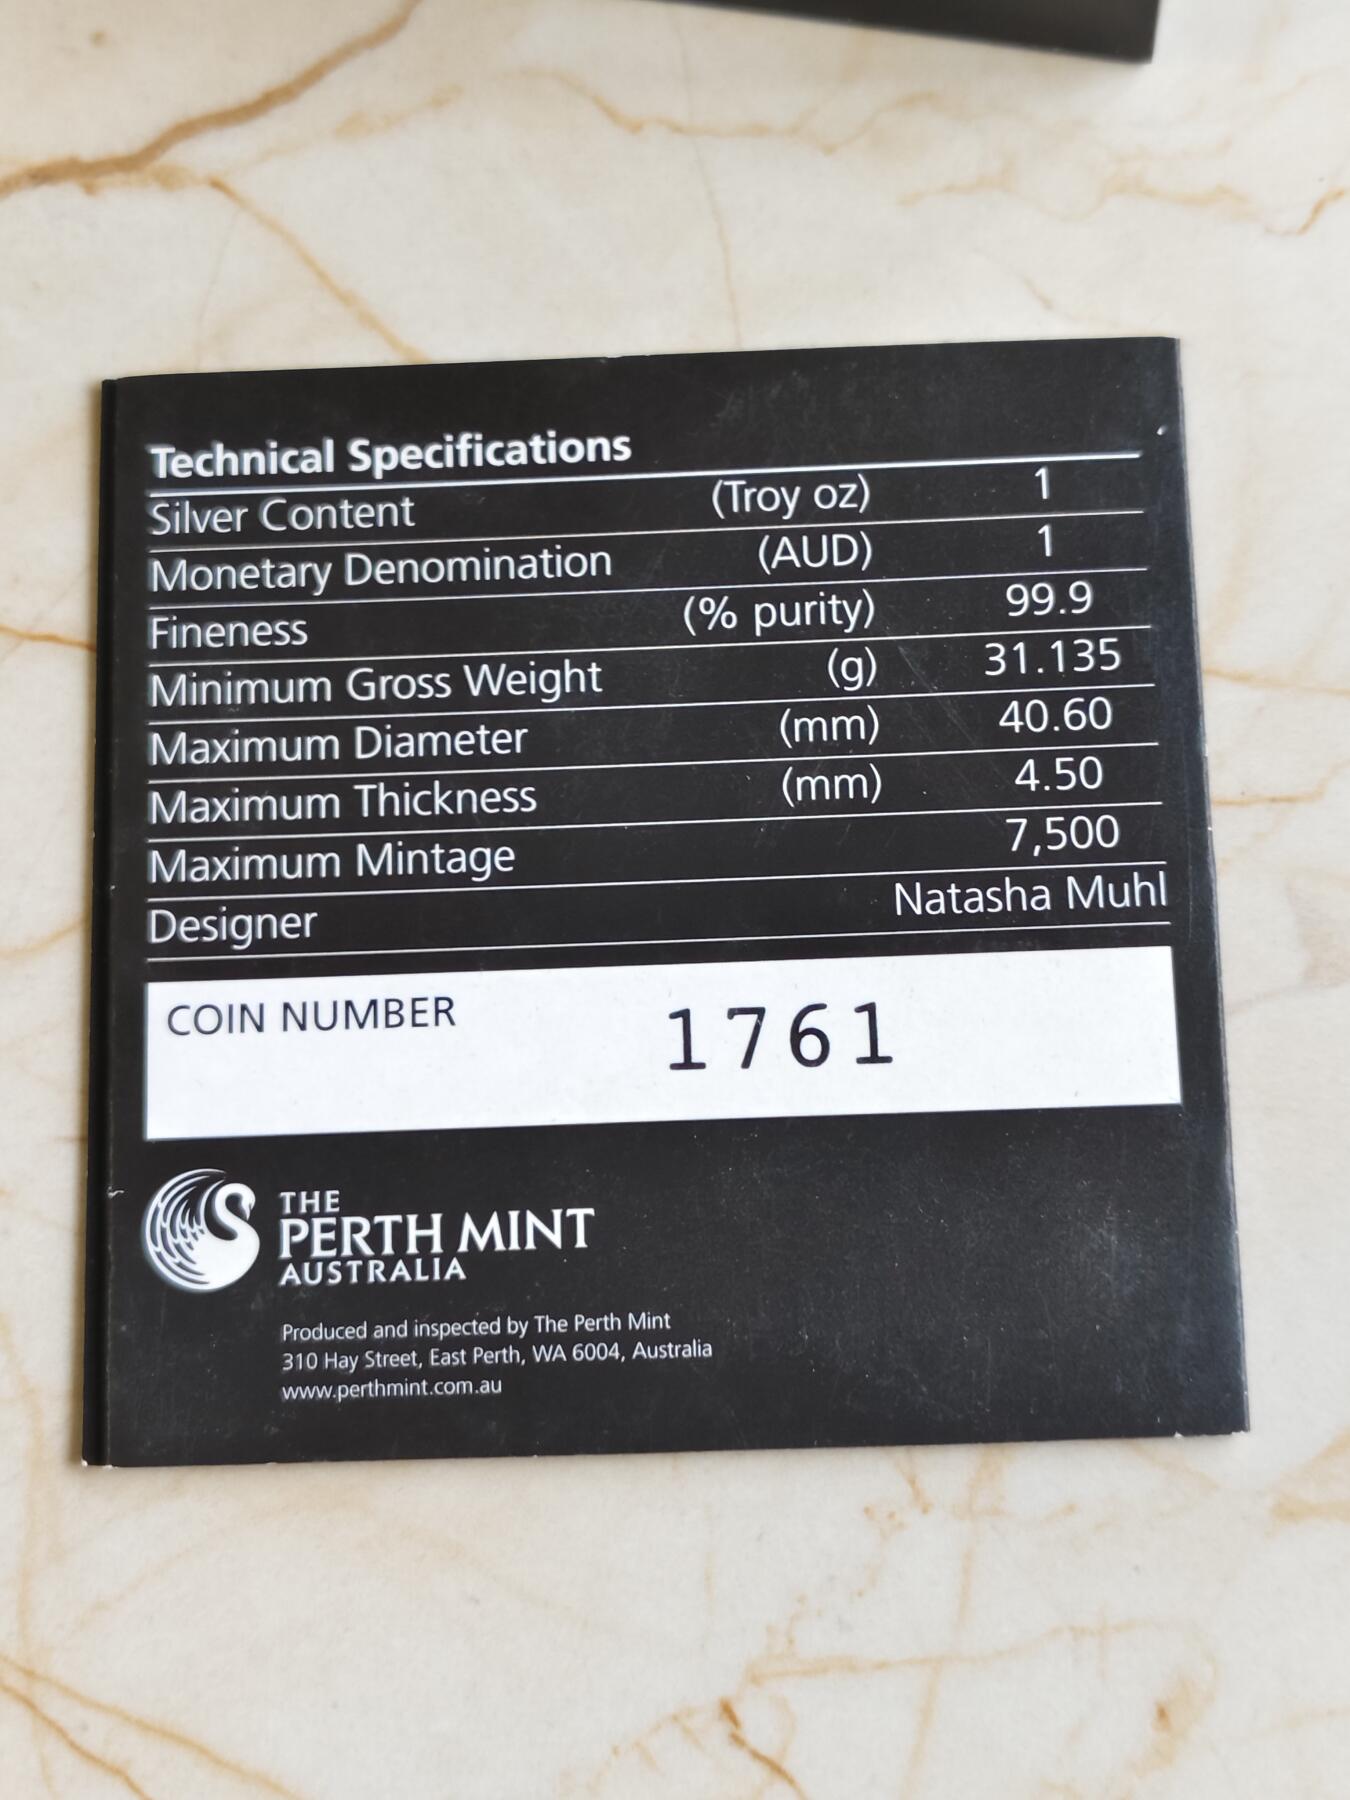 Technical Specifications
Silver Content (Troy oz) 1
Monetary Denomination (AUD) 1
Fineness (% purity) 99.9
Minimum Gross Weight (g) 31.135
Maximum Diameter (mm) 40.60
Maximum Thickness (mm) 4.50
Maximum Mintage 7,500
Designer Natasha Muhl
COIN NUMBER 1761
THE
PERTH MINT
AUSTRALIA
Produced and inspected by The Perth Mint
310 Hay Street, East Perth, WA 6004, Australia
www.perthmint.com.au